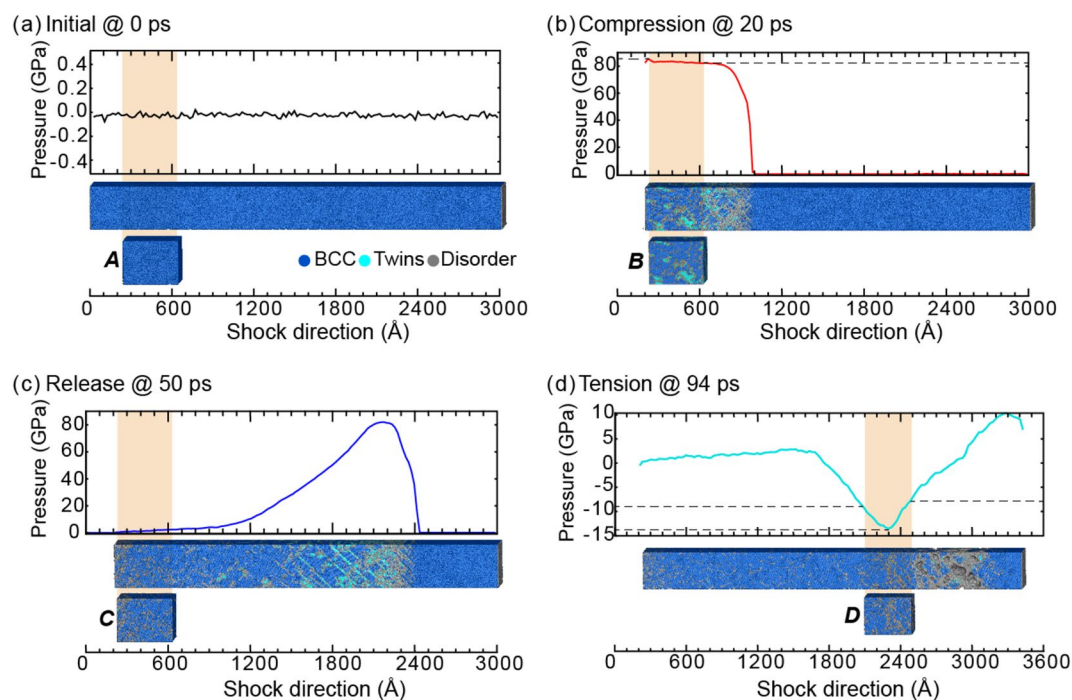 (a) Initial @ 0 ps
Pressure (GPa)
0.4
0.2
0.0
-0.2
-0.4
A
BCC Twins Disorder
0 600 1200 1800 2400 3000
Shock direction (Å)
(b) Compression @ 20 ps
Pressure (GPa)
80
60
40
20
0
B
0 600 1200 1800 2400 3000
Shock direction (Å)
(c) Release @ 50 ps
Pressure (GPa)
80
60
40
20
0
C
0 600 1200 1800 2400 3000
Shock direction (Å)
(d) Tension @ 94 ps
Pressure (GPa)
10
5
0
-5
-10
-15
D
0 600 1200 1800 2400 3000 3600
Shock direction (Å)